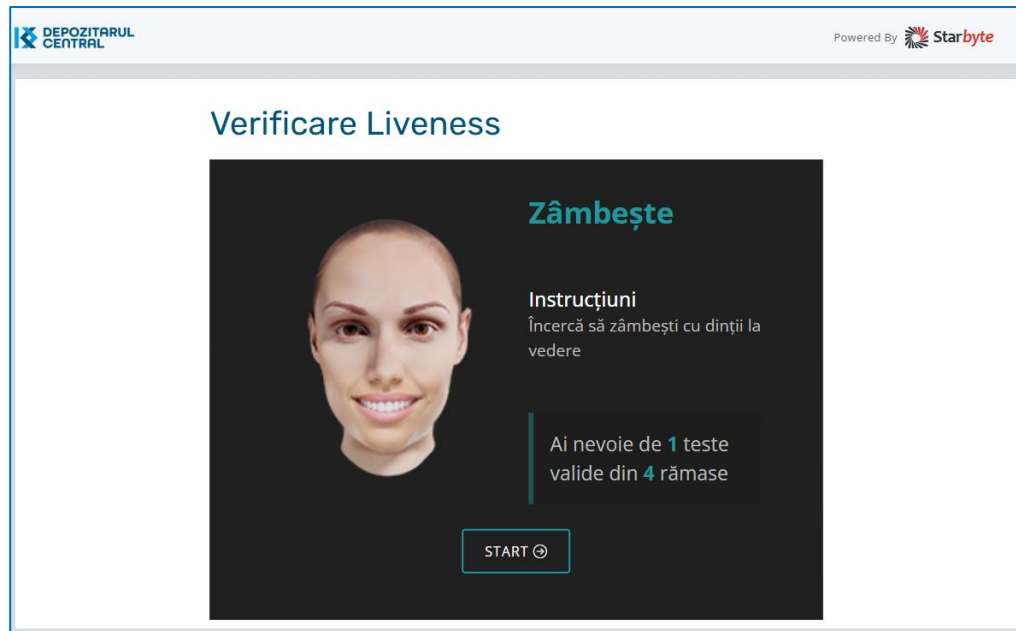 DEPOZITARUL
CENTRAL
Powered By Starbyte
Verificare Liveness
Zâmbește
Instrucțiuni
Încercă să zâmbești cu dinții la
vedere
Ai nevoie de 1 teste
valide din 4 rămase
START